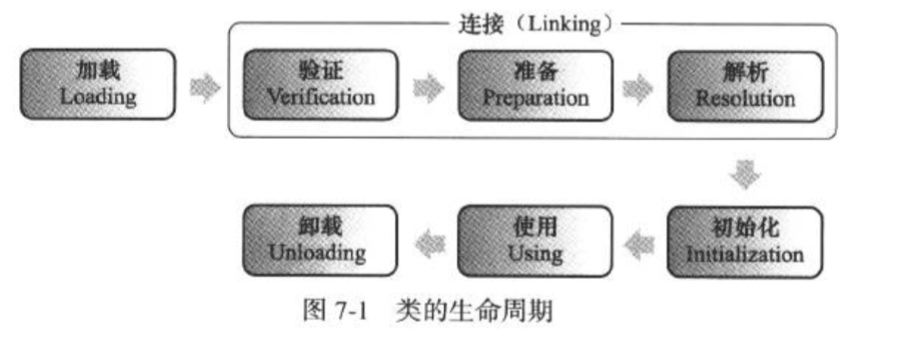 连接（Linking）
加载
Loading
验证
Verification
准备
Preparation
解析
Resolution
初始化
Initialization
使用
Using
卸载
Unloading
图 7-1 类的生命周期